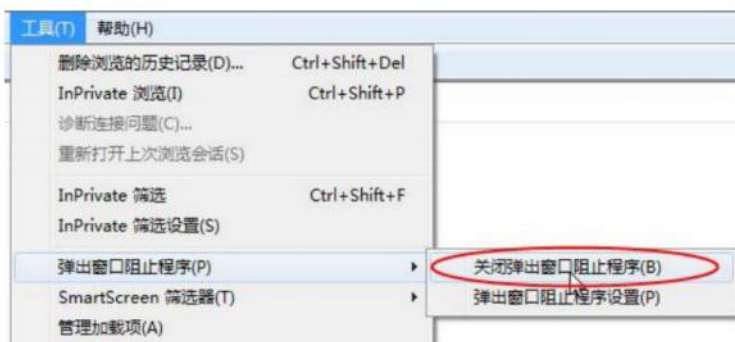 工具(T) 帮助(H)
删除浏览的历史记录(D)... Ctrl+Shift+Del
InPrivate 浏览(I) Ctrl+Shift+P
诊断连接问题(C)...
重新打开上次浏览会话(S)
InPrivate 筛选 Ctrl+Shift+F
InPrivate 筛选设置(S)
弹出窗口阻止程序(P) 关闭弹出窗口阻止程序(B)
SmartScreen 筛选器(T) 弹出窗口阻止程序设置(P)
管理加载项(A)